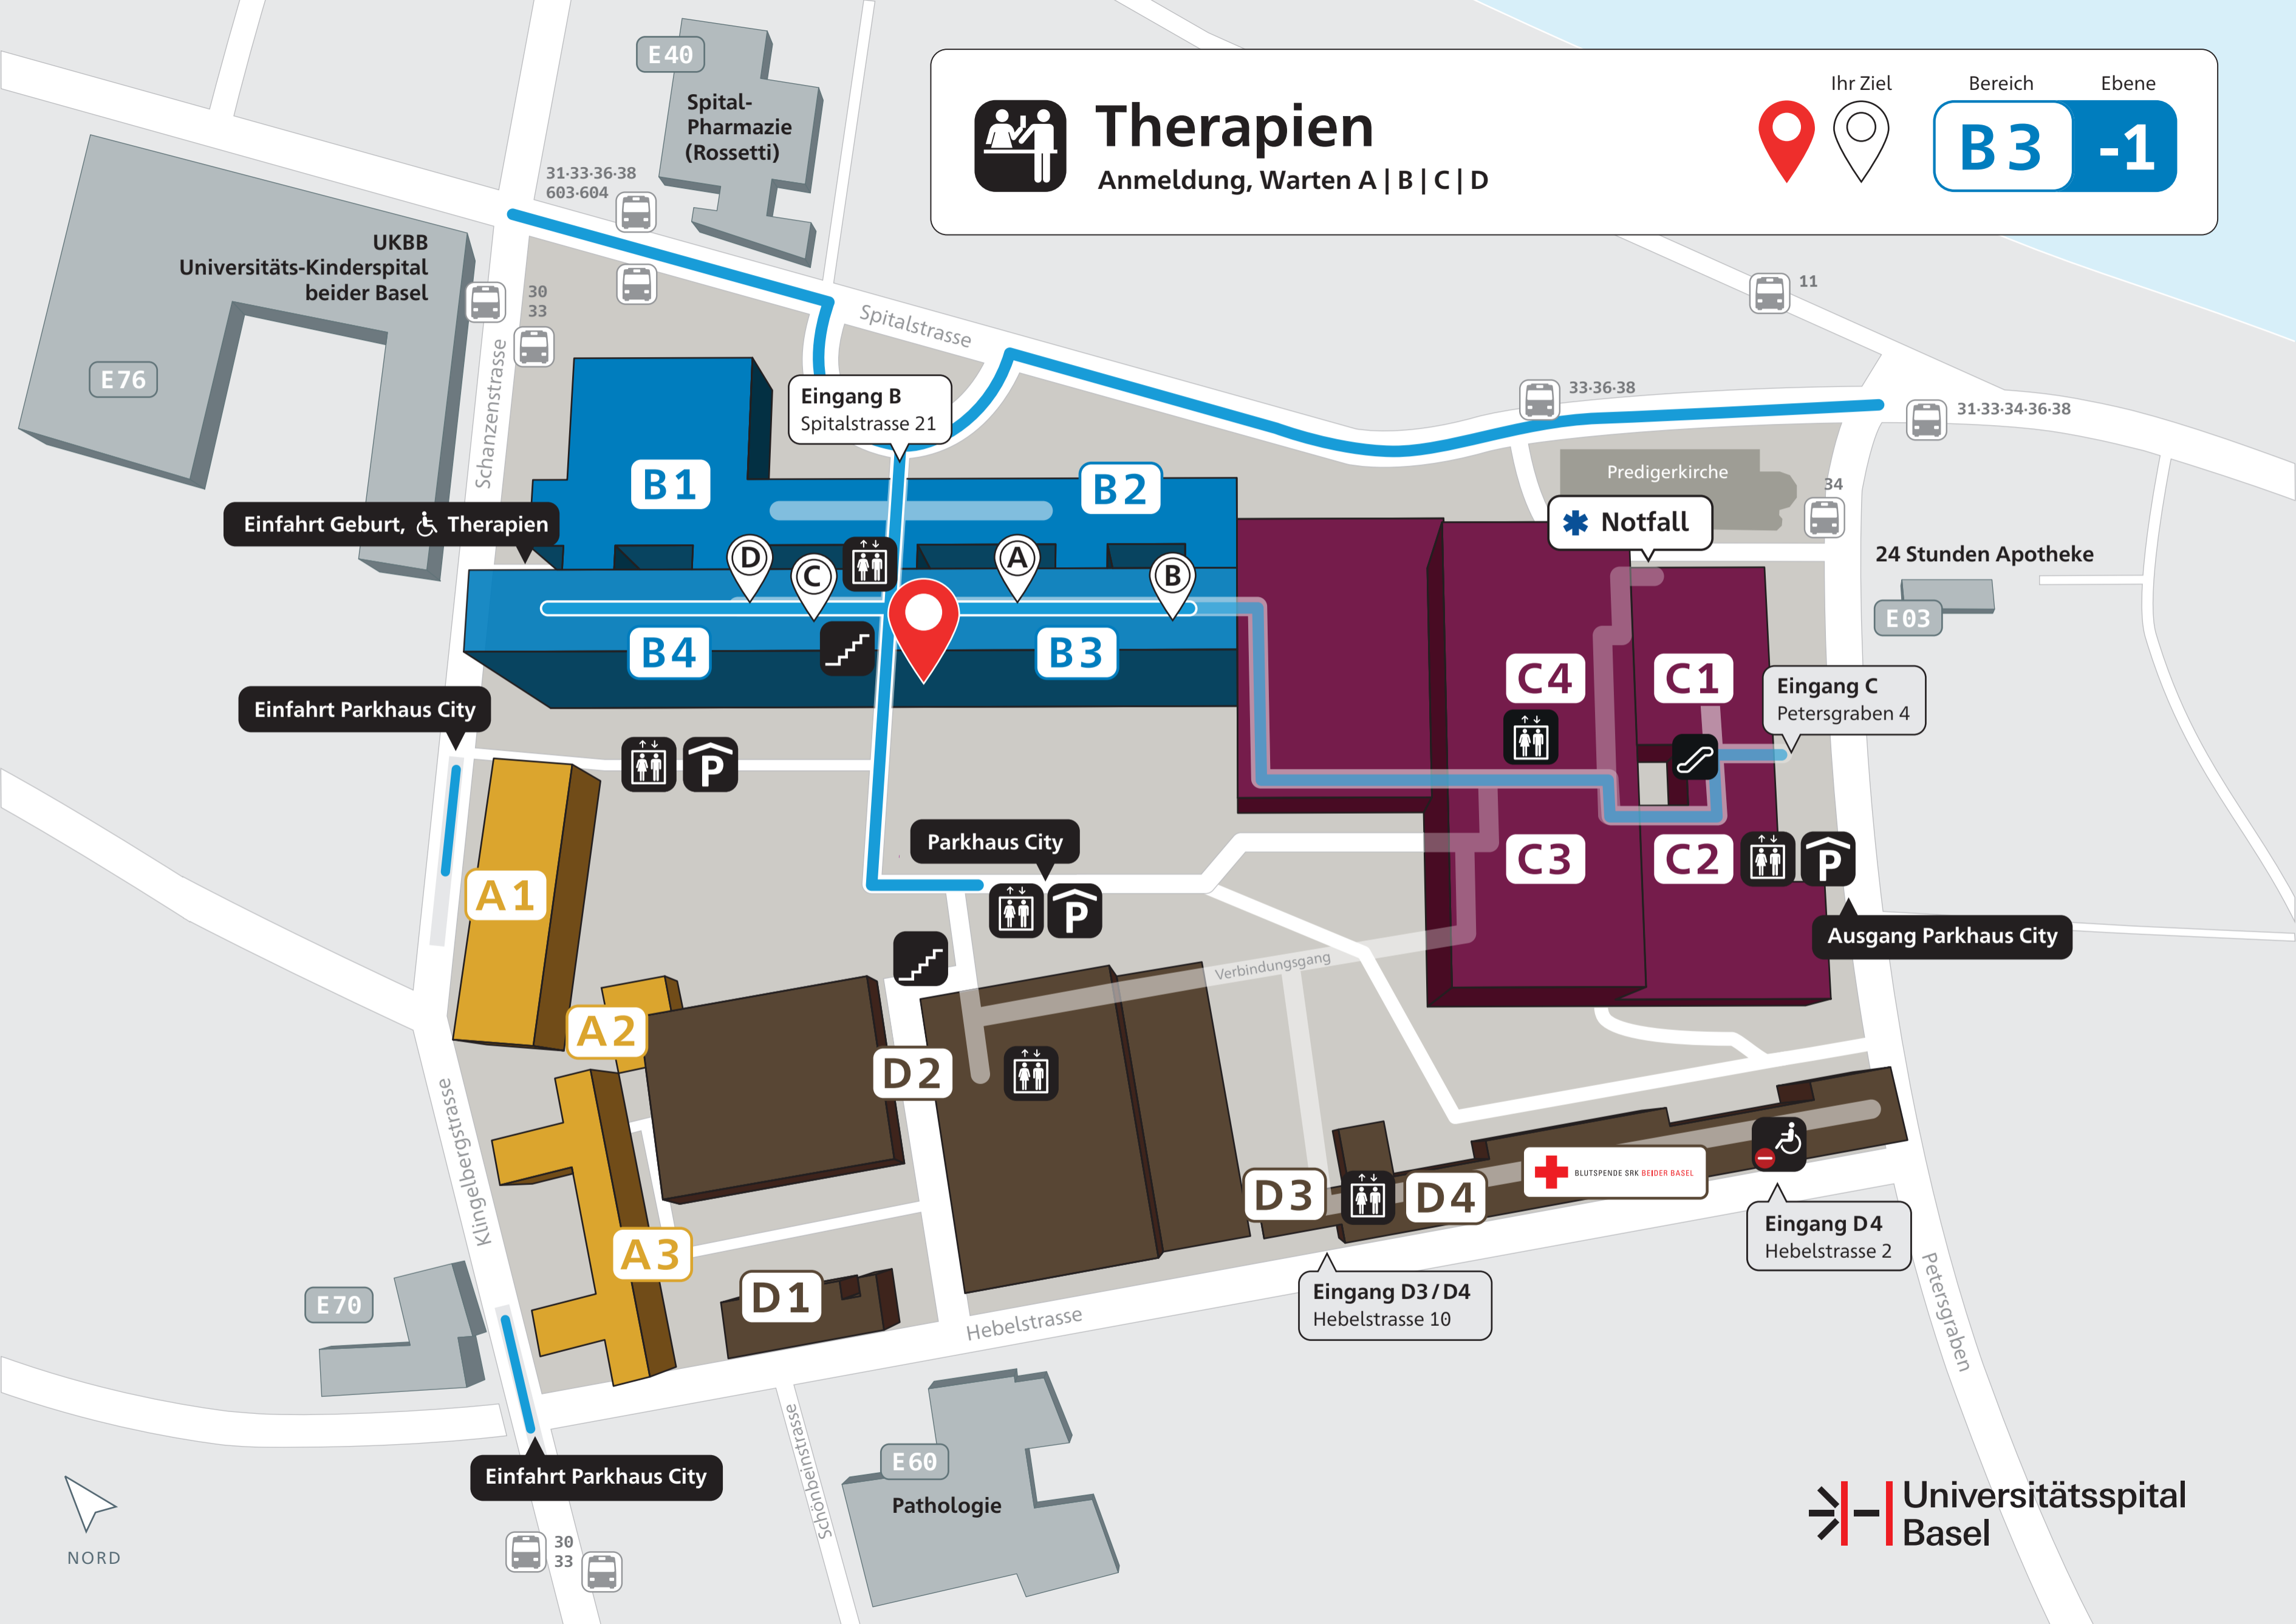 E40
Spital-
Pharmazie
(Rossetti)
Therapien
Anmeldung, Warten A | B | C | D
Ihr Ziel
Bereich
Ebene
B3
-1
31·33·36·38
603·604
UKBB
Universitäts-Kinderspital
beider Basel
E76
30
33
Schanzenstrasse
Spitalstrasse
11
33·36·38
31·33·34·36·38
Eingang B
Spitalstrasse 21
B1
B2
Predigerkirche
34
Notfall
Einfahrt Geburt, Therapien
24 Stunden Apotheke
E03
D
C
A
B
B4
B3
C4
C1
Eingang C
Petersgraben 4
Einfahrt Parkhaus City
P
Parkhaus City
C3
C2
P
A1
P
Ausgang Parkhaus City
Verbindungsgang
A2
D2
Klingelbergstrasse
BLUTSPENDE SRK BEIDER BASEL
D3
D4
Eingang D4
Hebelstrasse 2
A3
D1
E70
Eingang D3/D4
Hebelstrasse 10
Hebelstrasse
Petersgraben
Schönbeinstrasse
E60
Pathologie
Einfahrt Parkhaus City
30
33
NORD
Universitätsspital
Basel